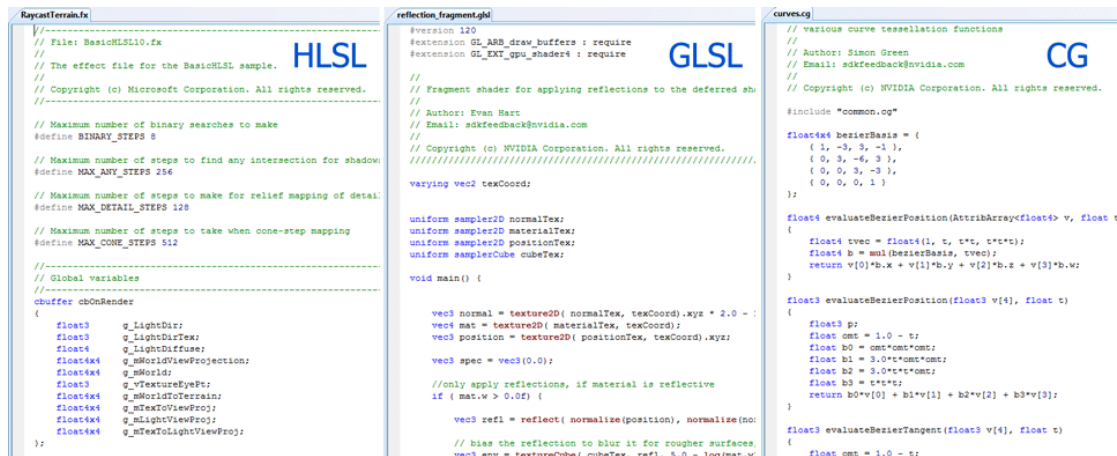 RaycastTerrain.fx
//------------------------------------------------
// File: BasicHLSL10.fx
//
// The effect file for the BasicHLSL sample.
//
// Copyright (c) Microsoft Corporation. All rights reserved.
//------------------------------------------------
HLSL
// Maximum number of binary searches to make
#define BINARY_STEPS 8
// Maximum number of steps to find any intersection for shadow
#define MAX_ANY_STEPS 256
// Maximum number of steps to make for relief mapping of detai
#define MAX_DETAIL_STEPS 128
// Maximum number of steps to take when cone-step mapping
#define MAX_CONE_STEPS 512
//------------------------------------------------
// Global variables
//------------------------------------------------
cbuffer cbOnRender
{
float3 g_LightDir;
float3 g_LightDirTex;
float4 g_LightDiffuse;
float4x4 g_mWorldViewProjection;
float4x4 g_mWorld;
float3 g_vTextureEyePt;
float4x4 g_mWorldToTerrain;
float4x4 g_mTexToViewProj;
float4x4 g_mLightViewProj;
float4x4 g_mTexToLightViewProj;
};
reflection_fragment.glsl
#version 120
#extension GL_ARB_draw_buffers : require
#extension GL_EXT_gpu_shader4 : require
GLSL
//
// Fragment shader for applying reflections to the deferred sha
//
// Author: Evan Hart
// Email: sdkfeedback@nvidia.com
//
// Copyright (c) NVIDIA Corporation. All rights reserved.
////////////////////////////////////////////////////////////
varying vec2 texCoord;
uniform sampler2D normalTex;
uniform sampler2D materialTex;
uniform sampler2D positionTex;
uniform samplerCube cubeTex;
void main() {
vec3 normal = texture2D( normalTex, texCoord).xyz * 2.0 -
vec4 mat = texture2D( materialTex, texCoord);
vec3 position = texture2D( positionTex, texCoord).xyz;
vec3 spec = vec3(0.0);
//only apply reflections, if material is reflective
if ( mat.w > 0.0f) {
vec3 refl = reflect( normalize(position), normalize(no
// bias the reflection to blur it for rougher surfaces,
vec3 env = textureCube( cubeTex, refl, 5.0 - log(mat.w
curves.cg
// various curve tessellation functions
//
// Author: Simon Green
// Email: sdkfeedback@nvidia.com
//
// Copyright (c) NVIDIA Corporation. All rights reserved.
CG
#include "common.cg"
float4x4 bezierBasis = {
{ 1, -3, 3, -1 },
{ 0, 3, -6, 3 },
{ 0, 0, 3, -3 },
{ 0, 0, 0, 1 }
};
float4 evaluateBezierPosition(AttribArray<float4> v, float t
{
float4 tvec = float4(1, t, t*t, t*t*t);
float4 b = mul(bezierBasis, tvec);
return v[0]*b.x + v[1]*b.y + v[2]*b.z + v[3]*b.w;
}
float3 evaluateBezierPosition(float3 v[4], float t)
{
float3 p;
float omt = 1.0 - t;
float b0 = omt*omt*omt;
float b1 = 3.0*t*omt*omt;
float b2 = 3.0*t*t*omt;
float b3 = t*t*t;
return b0*v[0] + b1*v[1] + b2*v[2] + b3*v[3];
}
float3 evaluateBezierTangent(float3 v[4], float t)
{
float omt = 1.0 - t;